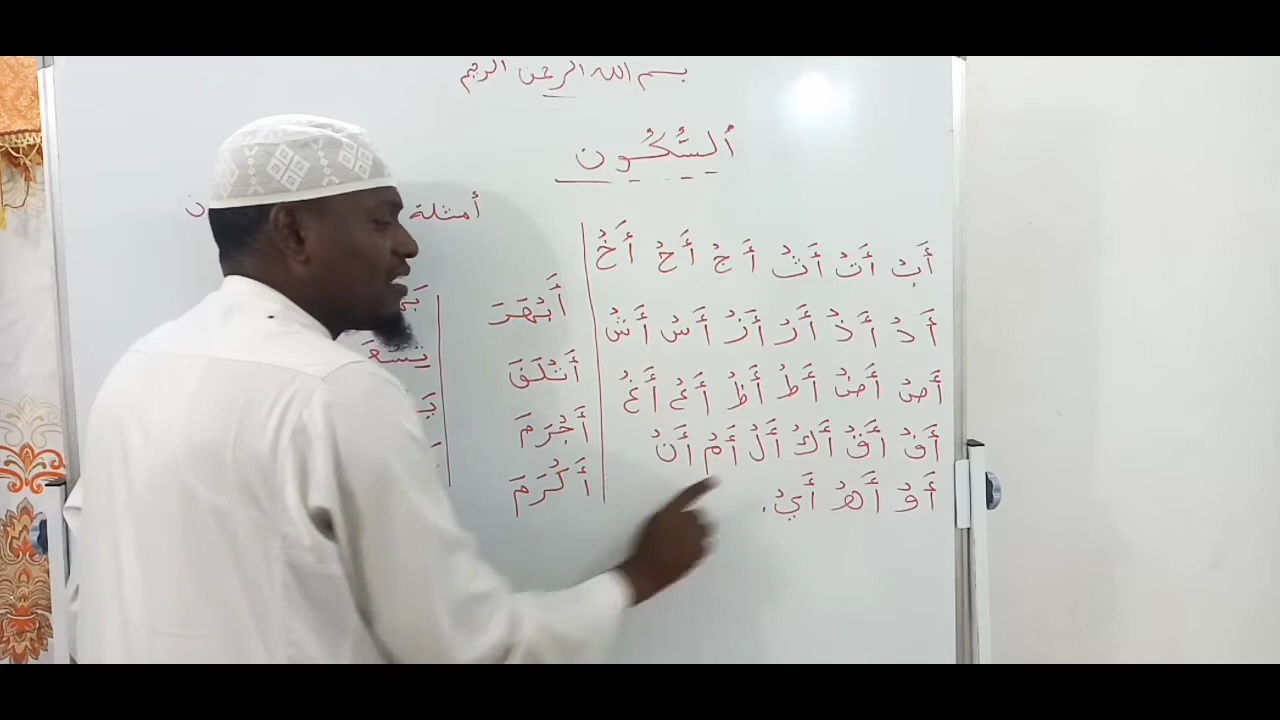 بسم الله الرحمن الرحيم
اُلسُّكُون
أمثلة
أَبْ أَتْ أَثْ أَجْ أَحْ أَخْ
أَدْ أَذْ أَرْ أَزْ أَسْ أَشْ
أَصْ أَضْ أَطْ أَظْ أَعْ أَغْ
أَفْ أَقْ أَكْ أَلْ أَمْ أَنْ
أَوْ أَهْ أَيْ.
أَبْهَرَ
أَتْلَفَ
أَجْرَمَ
أَكْرَمَ